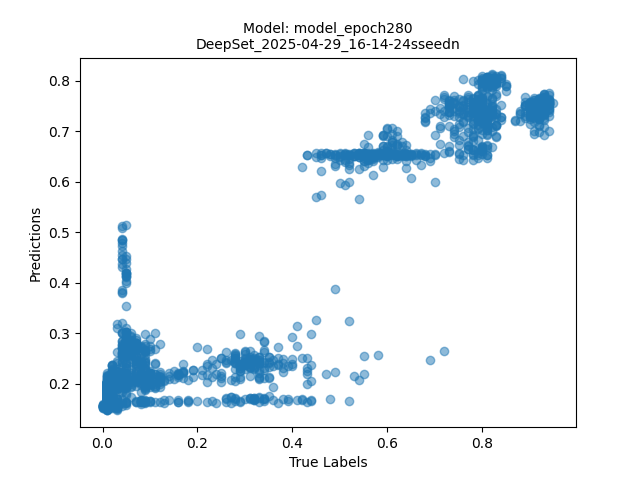 Model: model_epoch280
DeepSet_2025-04-29_16-14-24sseedn
0.8
0.7
0.6
0.5
0.4
0.3
0.2
Predictions
0.0 0.2 0.4 0.6 0.8
True Labels